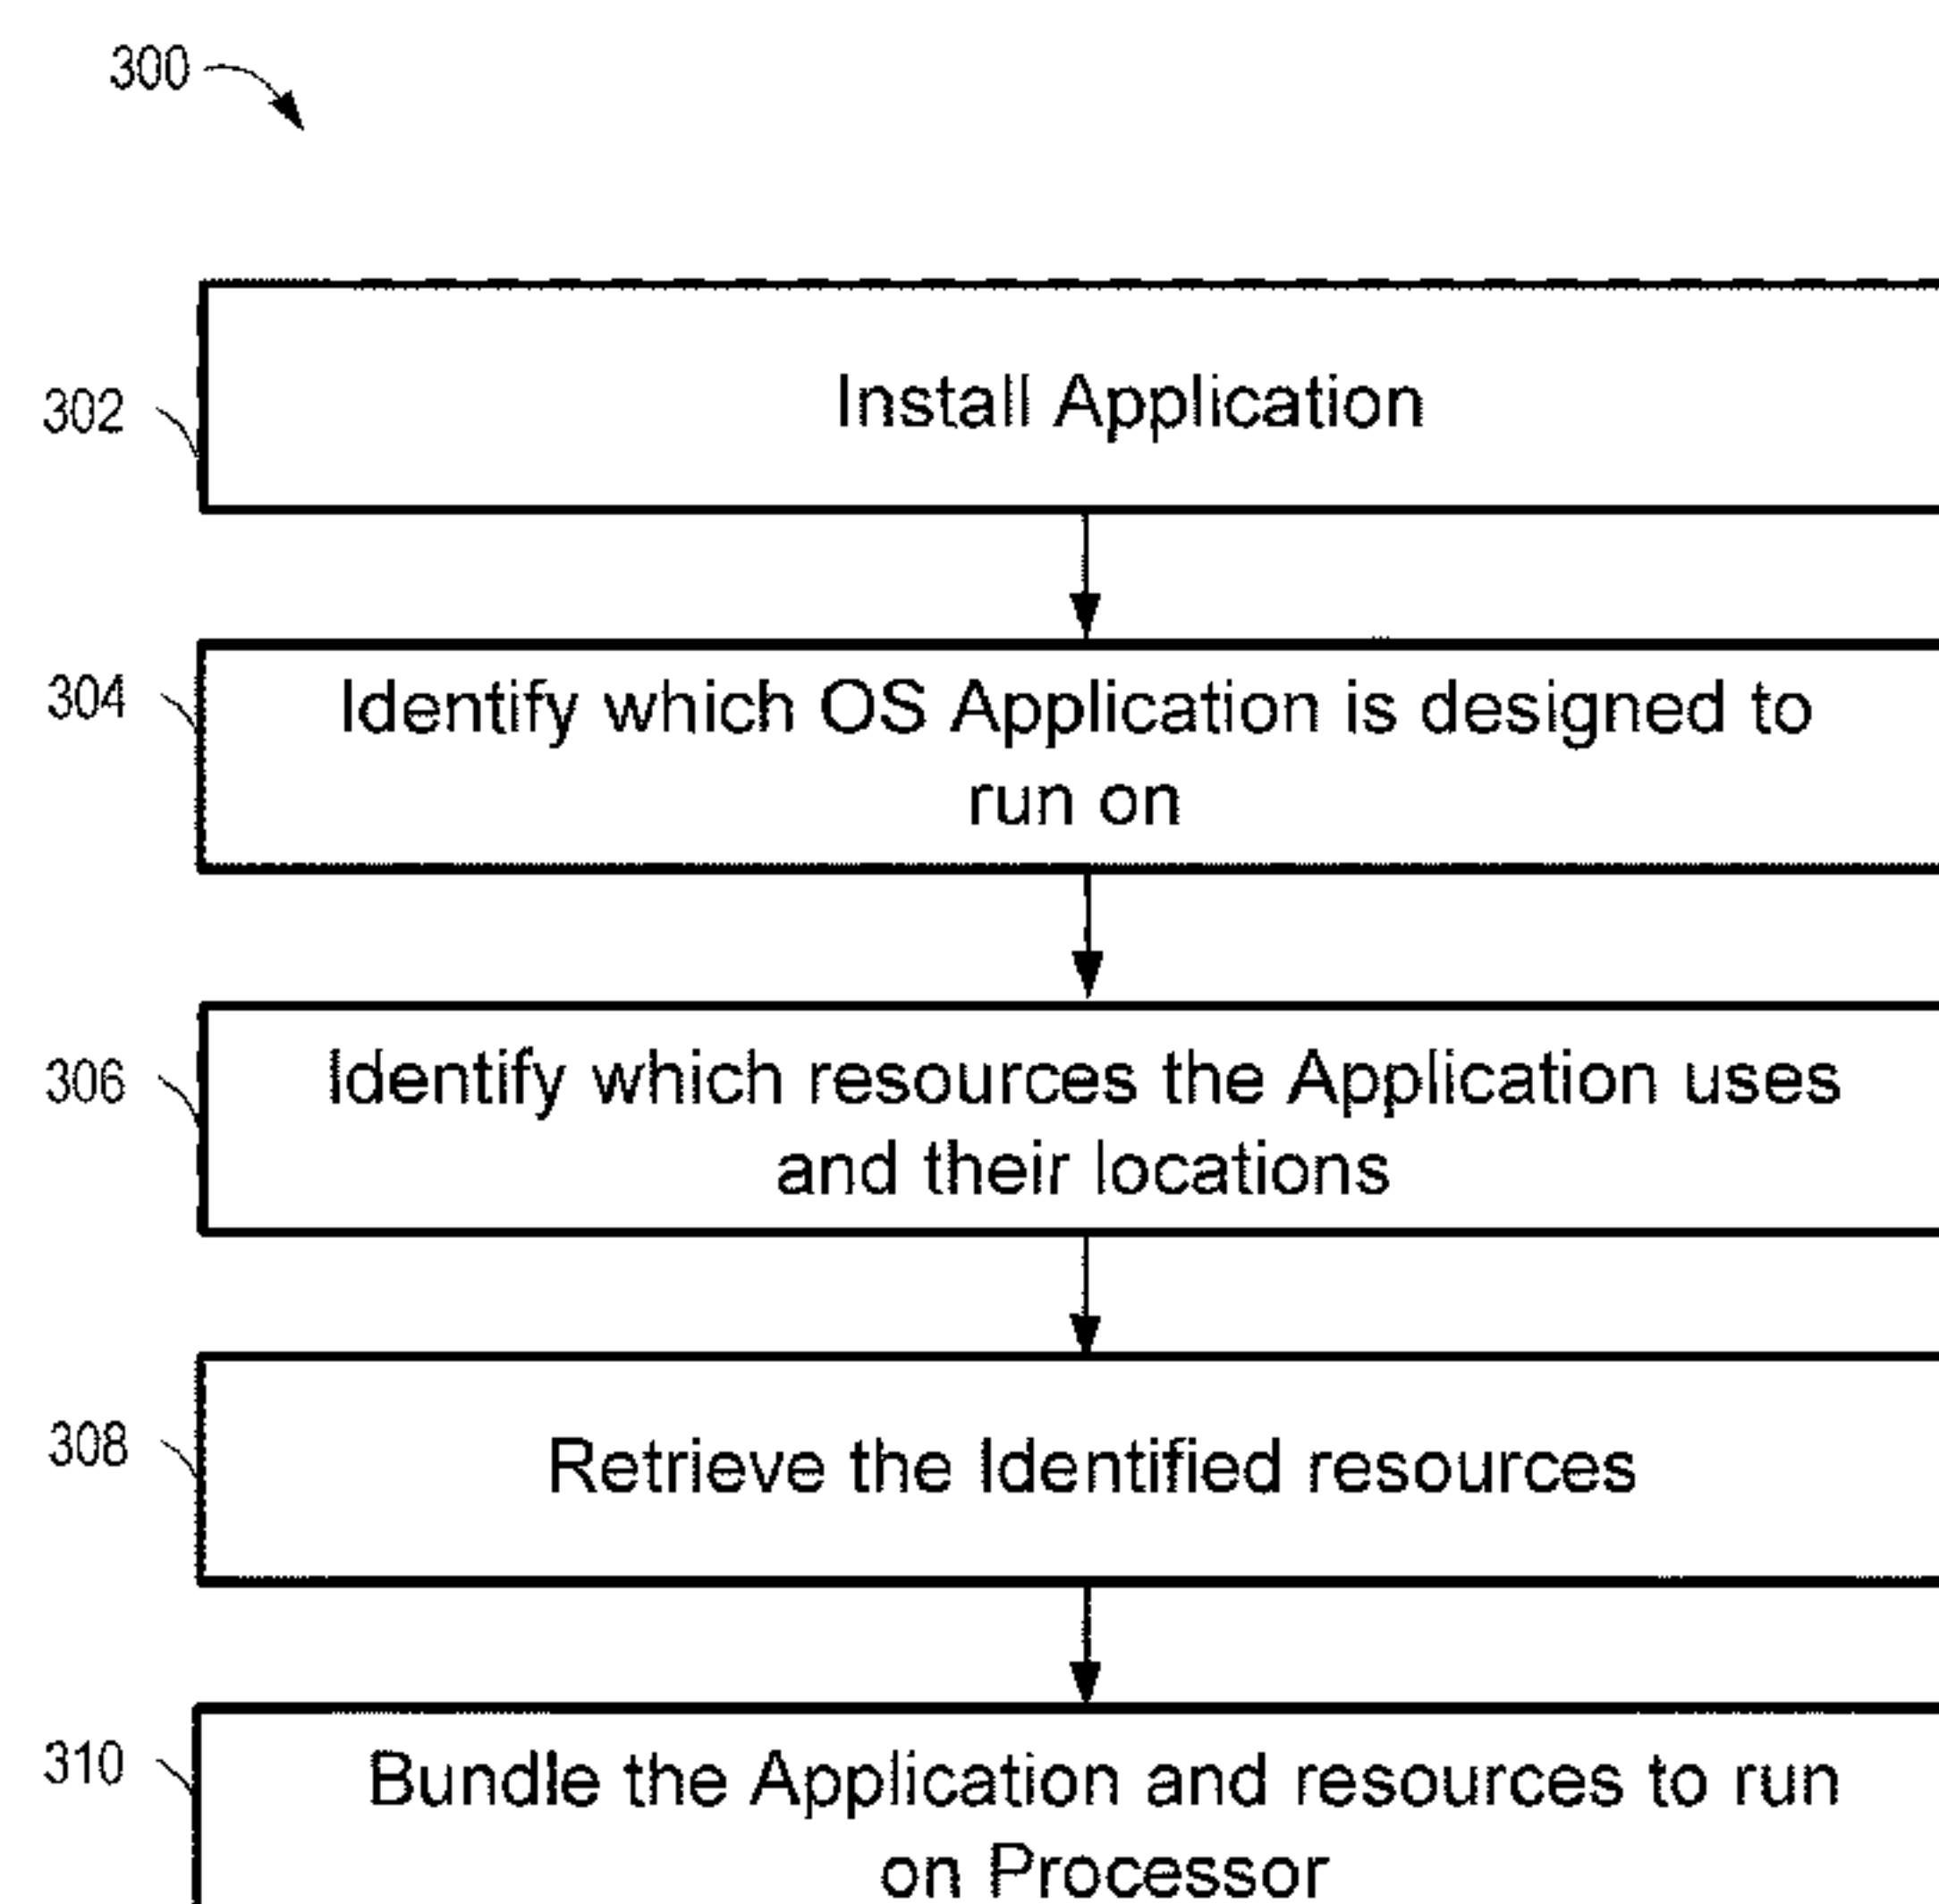 300
302
Install Application
304
Identify which OS Application is designed to
run on
306
Identify which resources the Application uses
and their locations
308
Retrieve the Identified resources
310
Bundle the Application and resources to run
on Processor